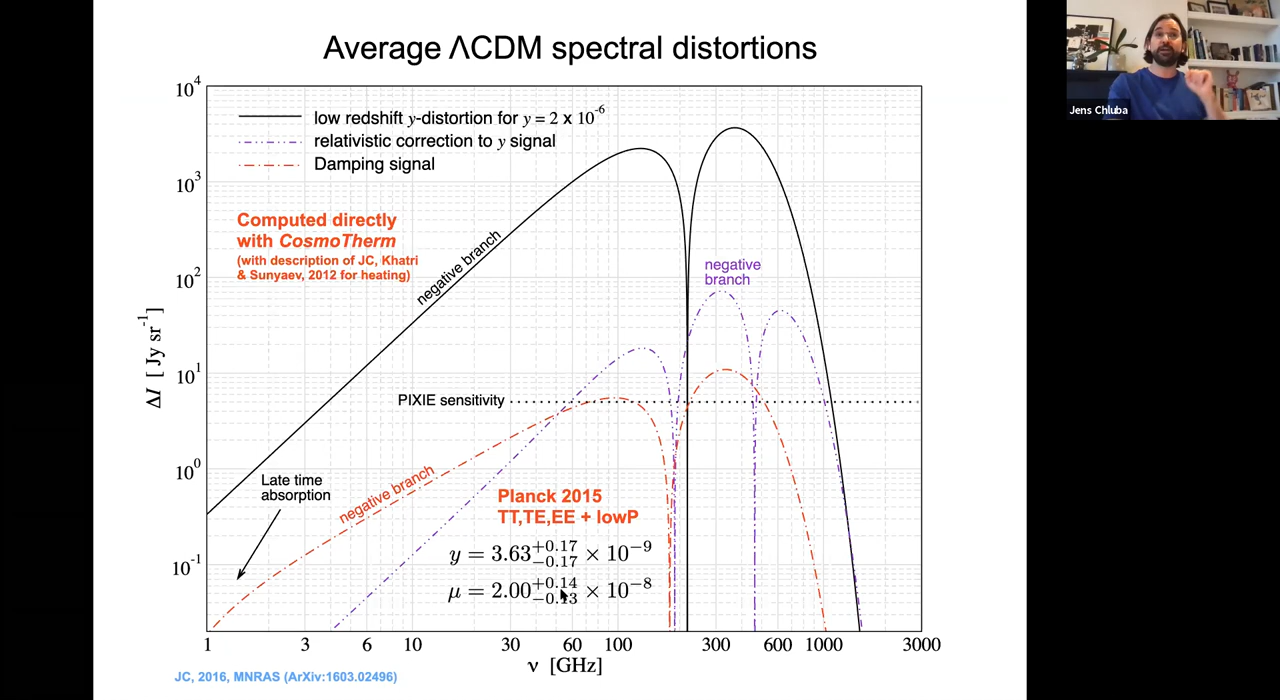 Average ΛCDM spectral distortions
Jens Chluba
low redshift y-distortion for y = 2 x 10^-6
relativistic correction to y signal
Damping signal
Computed directly
with CosmoTherm
(with description of JC, Khatri
& Sunyaev, 2012 for heating)
negative branch
negative
branch
PIXIE sensitivity
Late time
absorption
negative branch
Planck 2015
TT,TE,EE + lowP
y = 3.63^{+0.17}_{-0.17} × 10^{-9}
μ = 2.00^{+0.14}_{-0.13} × 10^{-8}
10^4
10^3
10^2
10^1
10^0
10^-1
ΔI [ Jy sr^-1 ]
1 3 6 10 30 60 100 300 600 1000 3000
ν [GHz]
JC, 2016, MNRAS (ArXiv:1603.02496)